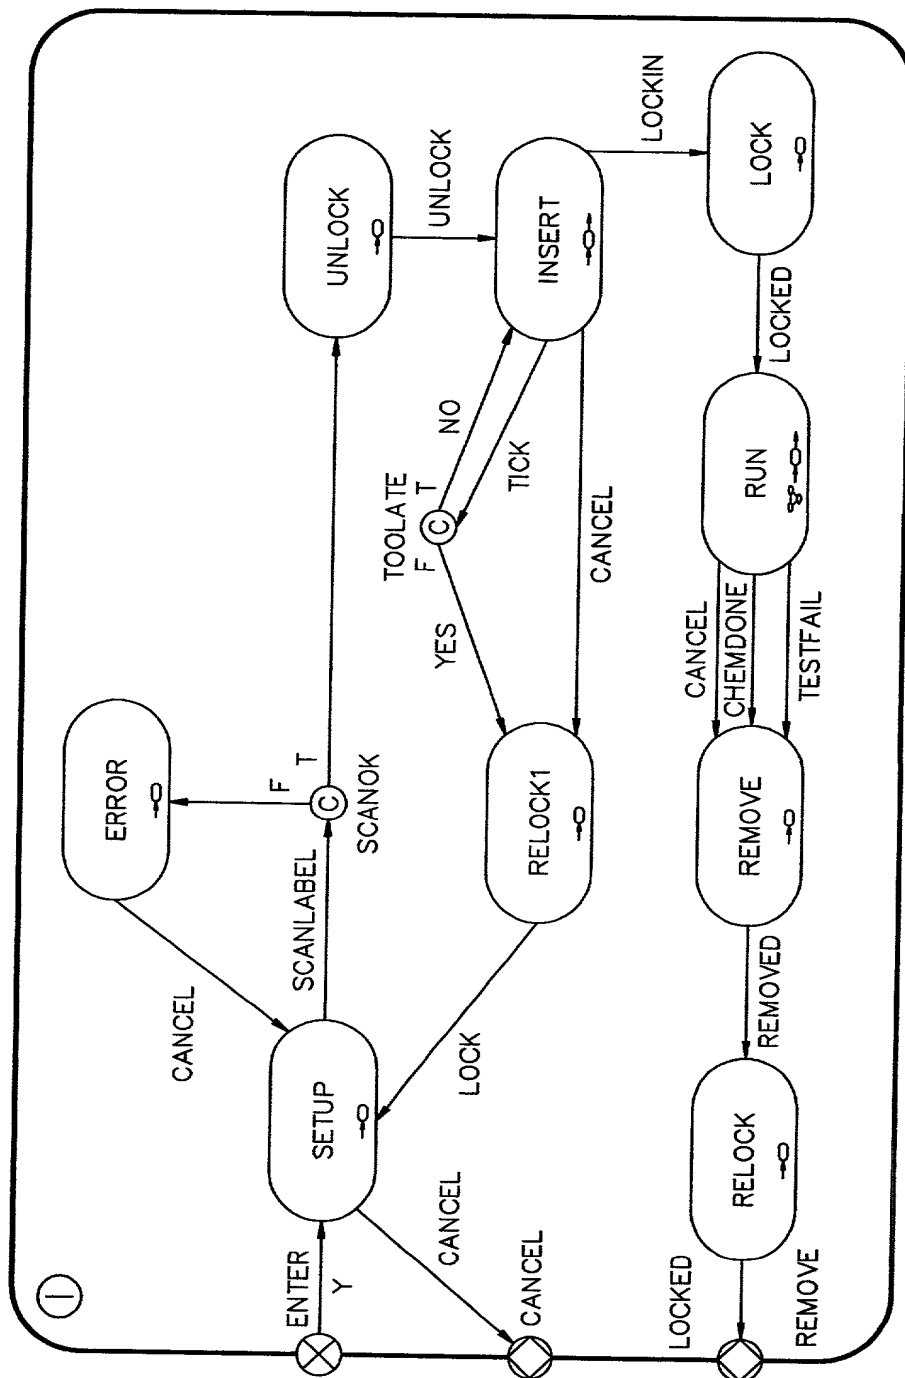 I
ERROR
CANCEL
F
ENTER
Y
SCANLABEL
T
SETUP
C
UNLOCK
SCANOK
TOOLATE
F
T
C
CANCEL
YES
NO
UNLOCK
LOCK
TICK
CANCEL
RELOCK1
INSERT
CANCEL
LOCKIN
LOCKED
CANCEL
CHEMDONE
RELOCK
REMOVE
RUN
LOCK
REMOVED
LOCKED
REMOVE
TESTFAIL